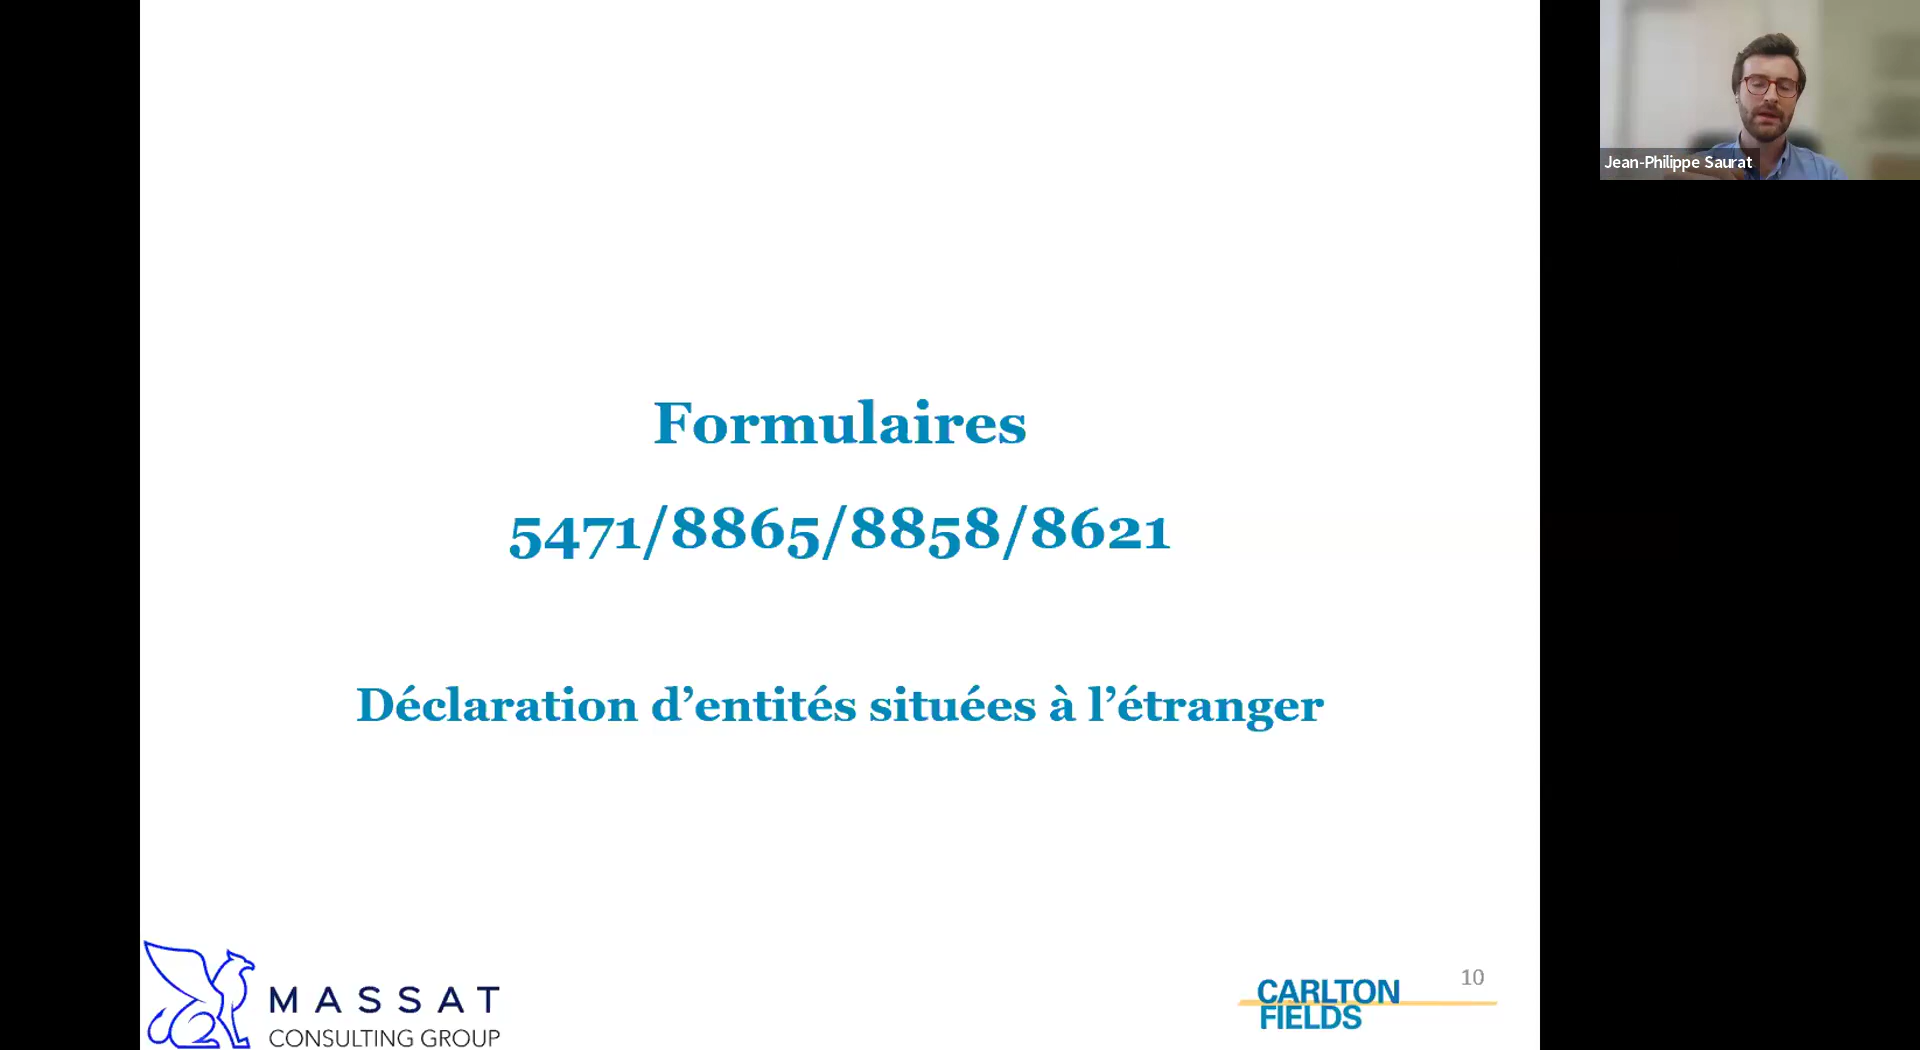 Jean-Philippe Saurat
Formulaires
5471/8865/8858/8621
Déclaration d’entités situées à l’étranger
MASSAT
CONSULTING GROUP
CARLTON
FIELDS
10